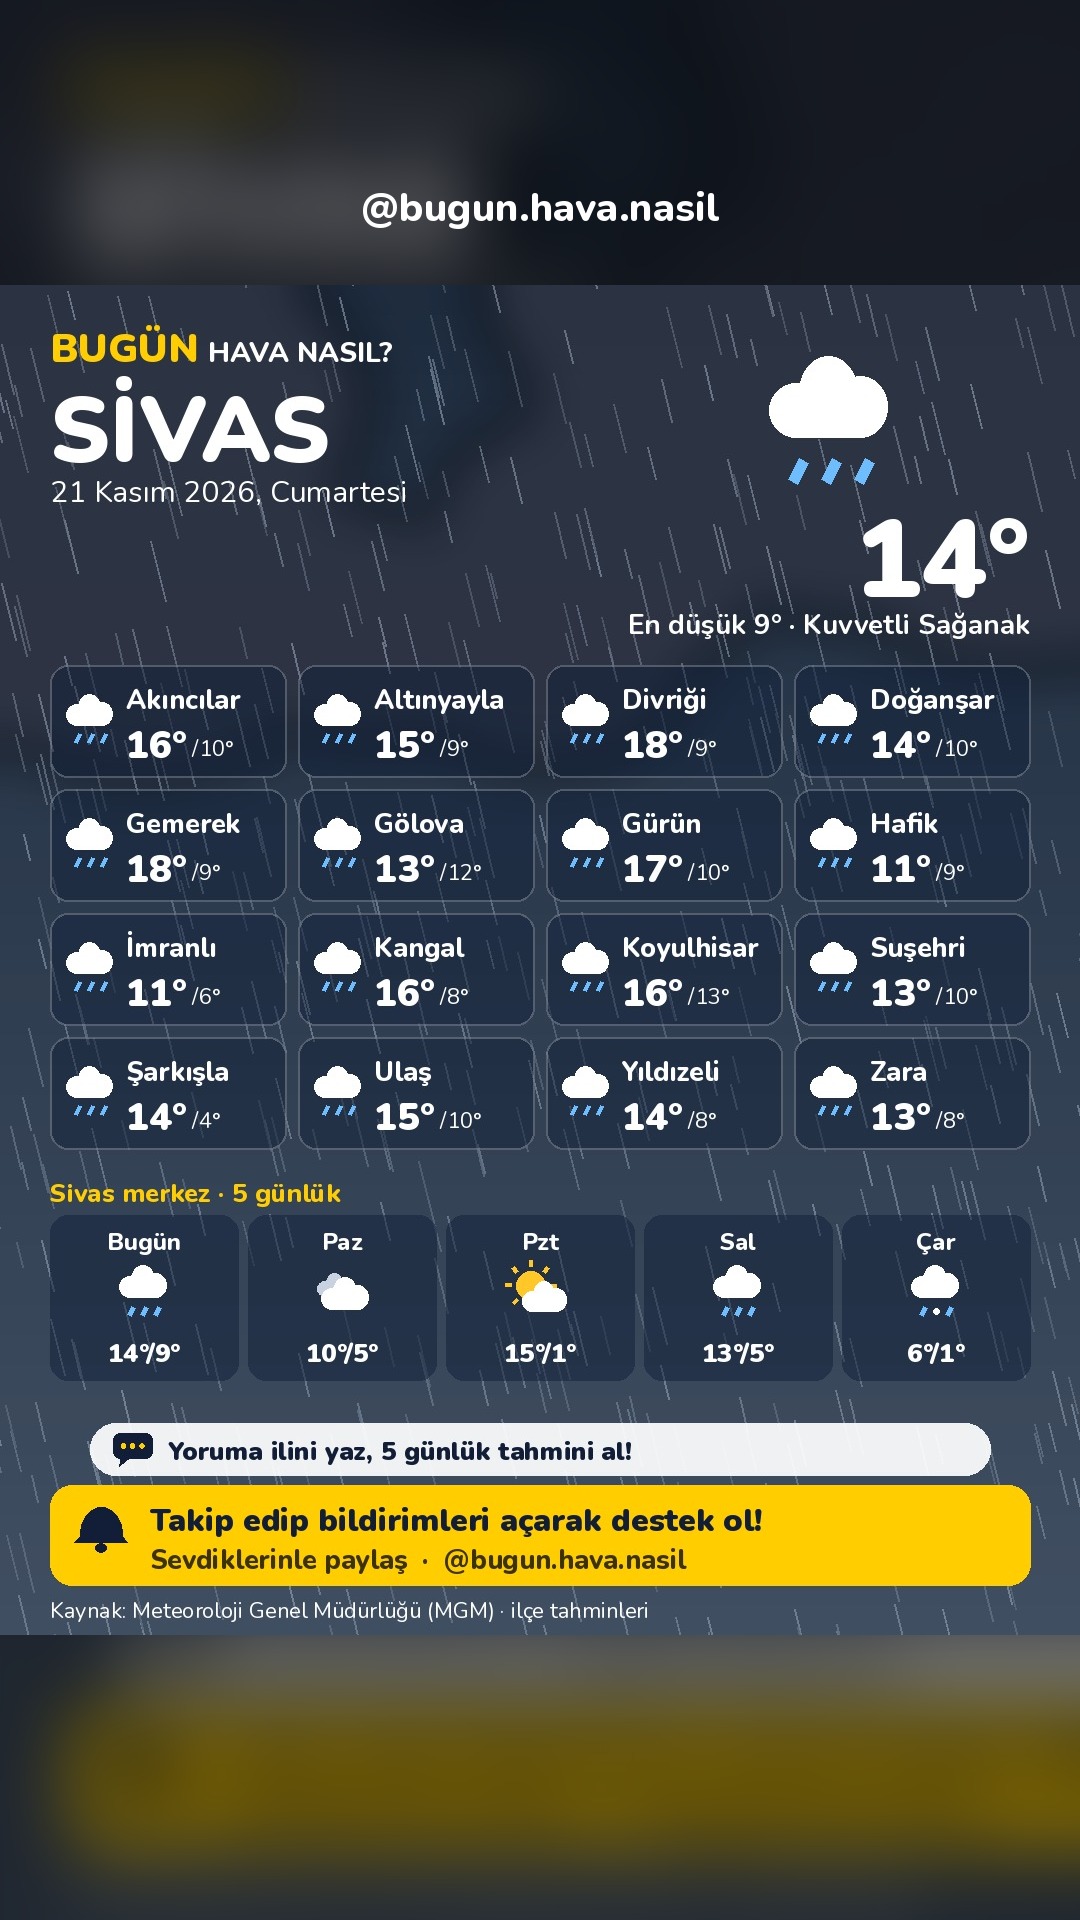 @bugun.hava.nasil
BUGÜN HAVA NASIL?
SİVAS
21 Kasım 2026, Cumartesi
14°
En düşük 9° · Kuvvetli Sağanak
Akıncılar
16° /10°
Altınyayla
15° /9°
Divriği
18° /9°
Doğanşar
14° /10°
Gemerek
18° /9°
Gölova
13° /12°
Gürün
17° /10°
Hafik
11° /9°
İmranlı
11° /6°
Kangal
16° /8°
Koyulhisar
16° /13°
Suşehri
13° /10°
Şarkışla
14° /4°
Ulaş
15° /10°
Yıldızeli
14° /8°
Zara
13° /8°
Sivas merkez · 5 günlük
Bugün
14°/9°
Paz
10°/5°
Pzt
15°/1°
Sal
13°/5°
Çar
6°/1°
Yoruma ilini yaz, 5 günlük tahmini al!
Takip edip bildirimleri açarak destek ol!
Sevdiklerinle paylaş · @bugun.hava.nasil
Kaynak: Meteoroloji Genel Müdürlüğü (MGM) · ilçe tahminleri